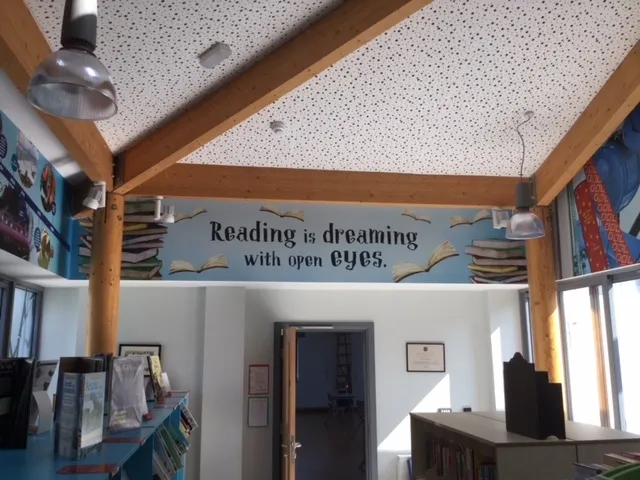 Reading is dreaming
with open eyes.